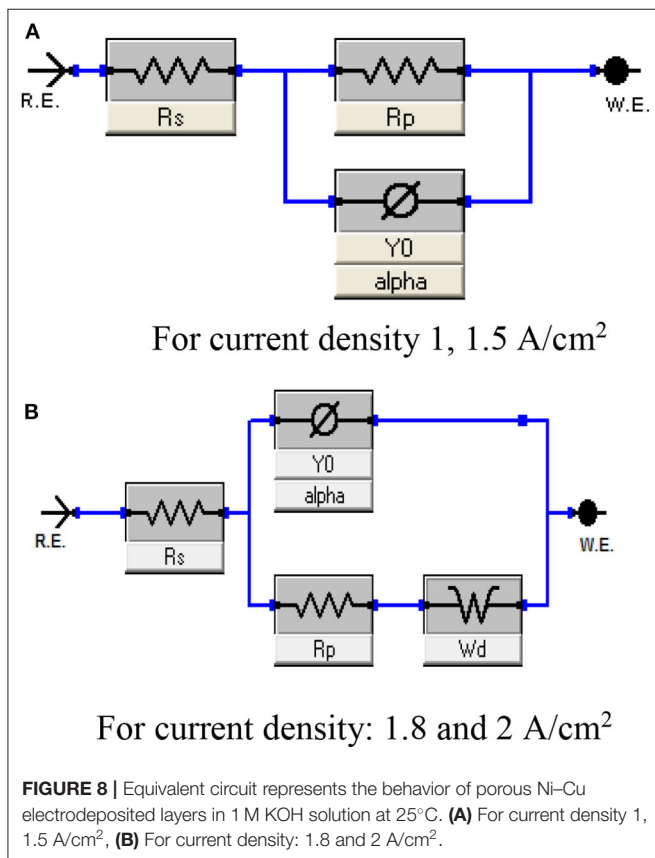 A
R.E.
Rs
Rp
W.E.
Y0
alpha
For current density 1, 1.5 A/cm²
B
Y0
alpha
R.E.
Rs
W.E.
Rp
Wd
For current density: 1.8 and 2 A/cm²
FIGURE 8 | Equivalent circuit represents the behavior of porous Ni–Cu
electrodeposited layers in 1 M KOH solution at 25°C. (A) For current density 1,
1.5 A/cm², (B) For current density: 1.8 and 2 A/cm².